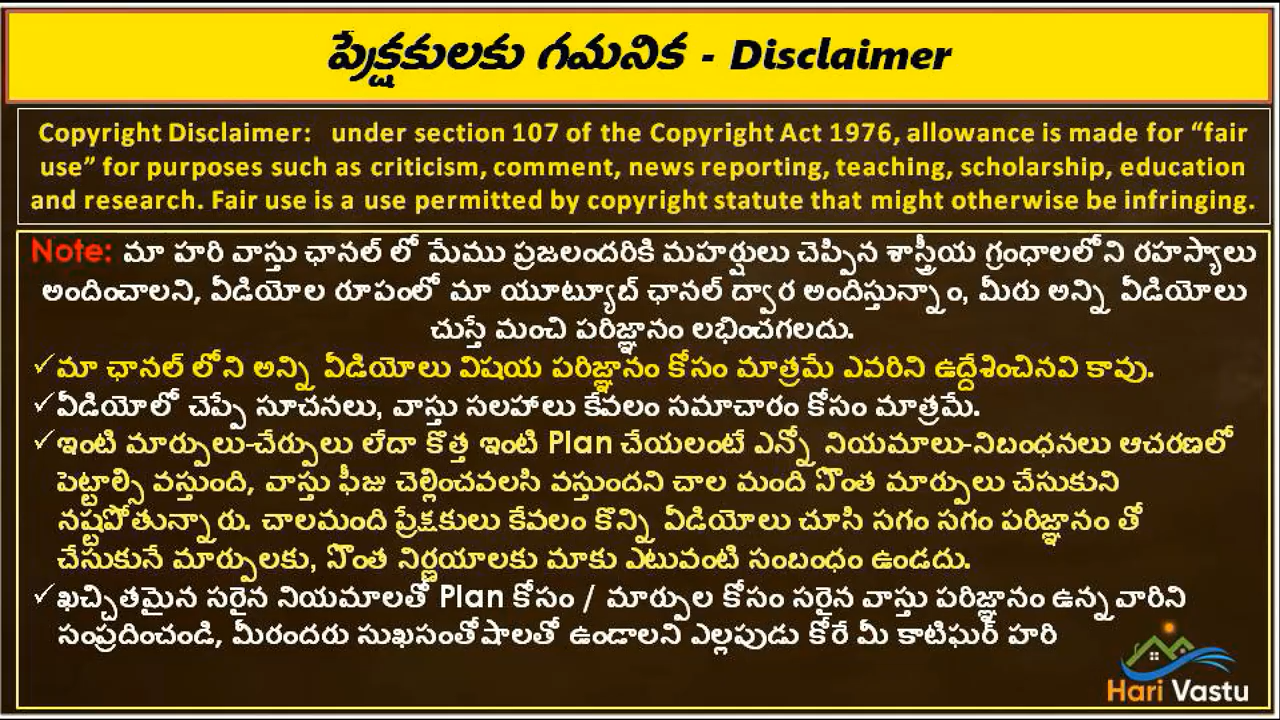 ప్రేక్షకులకు గమనిక - Disclaimer
Copyright Disclaimer: under section 107 of the Copyright Act 1976, allowance is made for “fair
use” for purposes such as criticism, comment, news reporting, teaching, scholarship, education
and research. Fair use is a use permitted by copyright statute that might otherwise be infringing.
Note: మా హరి వాస్తు ఛానల్ లో మేము ప్రజలందరికి మహర్షులు చెప్పిన శాస్త్రీయ గ్రంధాలలోని రహస్యాలు
అందించాలని, వీడియోల రూపంలో మా యూట్యూబ్ ఛానల్ ద్వార అందిస్తున్నాం, మీరు అన్ని వీడియోలు
చుస్తే మంచి పరిజ్ఞానం లభించగలదు.
✓మా ఛానల్ లోని అన్ని వీడియోలు విషయ పరిజ్ఞానం కోసం మాత్రమే ఎవరిని ఉద్దేశించినవి కావు.
✓వీడియోలో చెప్పే సూచనలు, వాస్తు సలహాలు కేవలం సమాచారం కోసం మాత్రమే.
✓ఇంటి మార్పులు-చేర్పులు లేదా కొత్త ఇంటి Plan చేయలంటే ఎన్నో నియమాలు-నిబంధనలు ఆచరణలో
పెట్టాల్సి వస్తుంది, వాస్తు ఫీజు చెల్లించవలసి వస్తుందని చాల మంది సొంత మార్పులు చేసుకుని
నష్టపోతున్నారు. చాలమంది ప్రేక్షకులు కేవలం కొన్ని వీడియోలు చూసి సగం సగం పరిజ్ఞానం తో
చేసుకునే మార్పులకు, సొంత నిర్ణయాలకు మాకు ఎటువంటి సంబంధం ఉండదు.
✓ఖచ్చితమైన సరైన నియమాలతో Plan కోసం / మార్పుల కోసం సరైన వాస్తు పరిజ్ఞానం ఉన్నవారిని
సంప్రదించండి, మీరందరు సుఖసంతోషాలతో ఉండాలని ఎల్లపుడు కోరే మీ కాటిఘర్ హరి
Hari Vastu